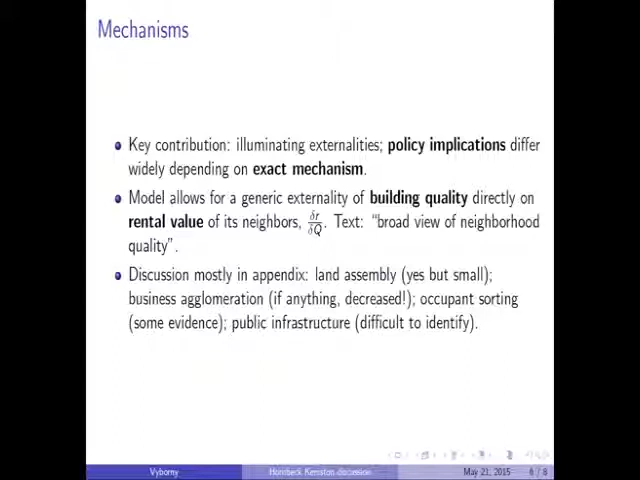 Mechanisms
Key contribution: illuminating externalities; policy implications differ
widely depending on exact mechanism.
Model allows for a generic externality of building quality directly on
rental value of its neighbors, δr/δQ. Text: “broad view of neighborhood
quality”.
Discussion mostly in appendix: land assembly (yes but small);
business agglomeration (if anything, decreased!); occupant sorting
(some evidence); public infrastructure (difficult to identify).
Vyborny Hornbeck Keniston discussion May 21, 2015 6 / 8